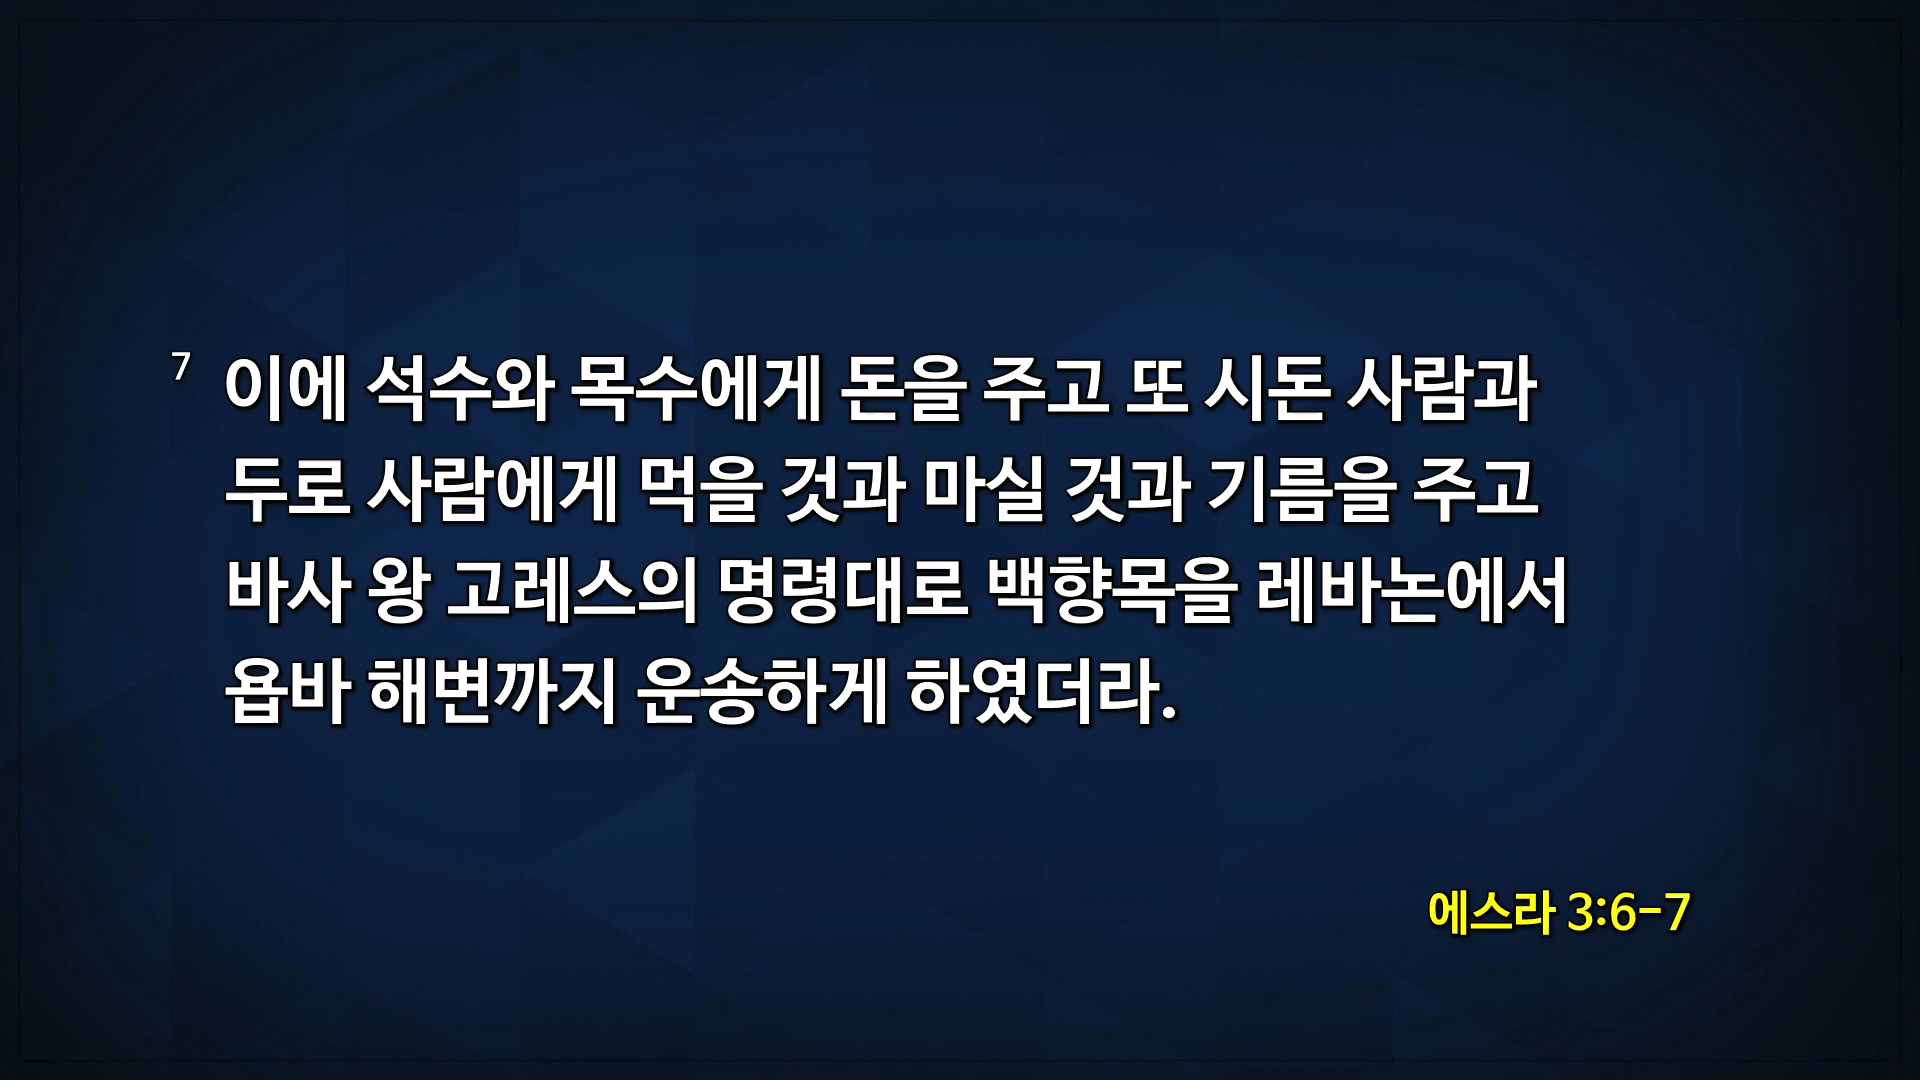 7 이에 석수와 목수에게 돈을 주고 또 시돈 사람과
두로 사람에게 먹을 것과 마실 것과 기름을 주고
바사 왕 고레스의 명령대로 백향목을 레바논에서
욥바 해변까지 운송하게 하였더라.
에스라 3:6-7